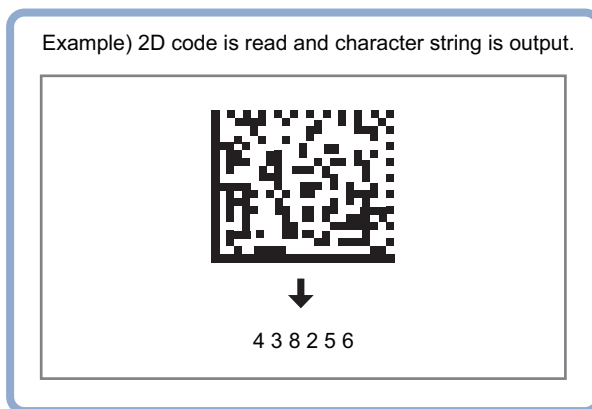 Example) 2D code is read and character string is output.
4 3 8 2 5 6